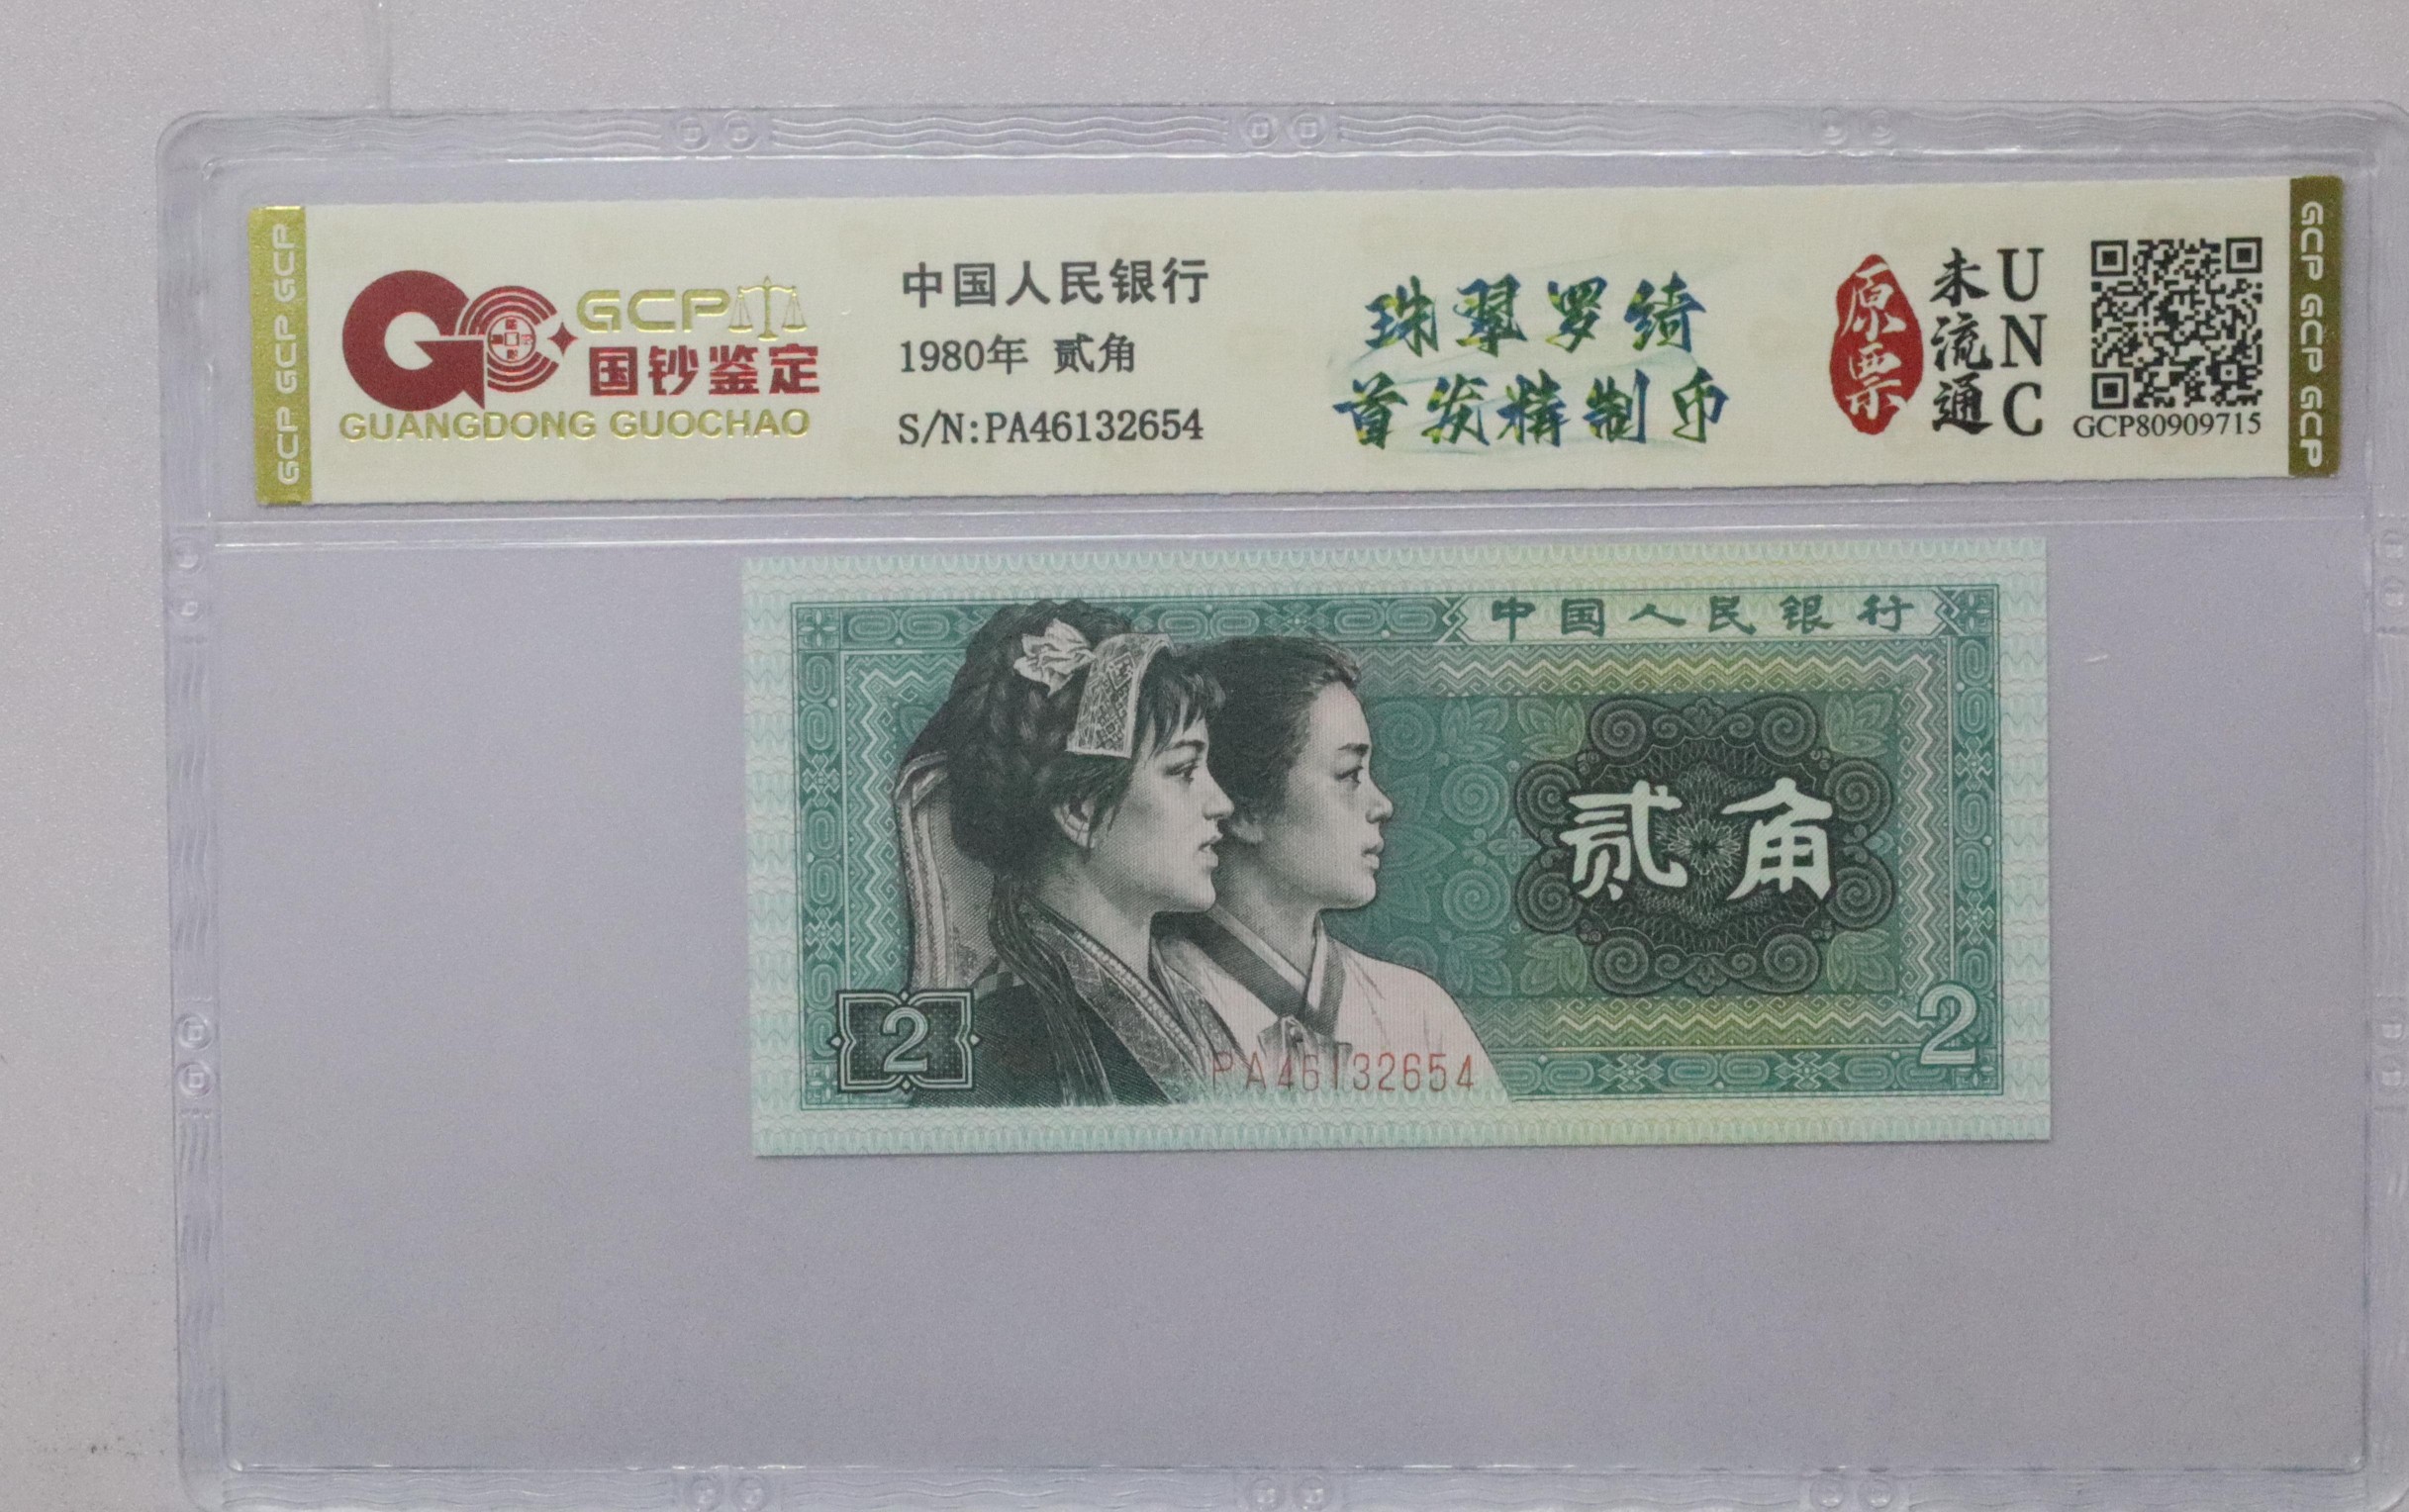 GCP GCP GCP
GCP
国钞鉴定
GUANGDONG GUOCHAO
中国人民银行
1980年 贰角
S/N:PA46132654
珠翠罗绮
首发精制币
原票
未流通
UNC
GCP80909715
GCP GCP GCP
中国人民银行
贰角
2
2
PA46132654